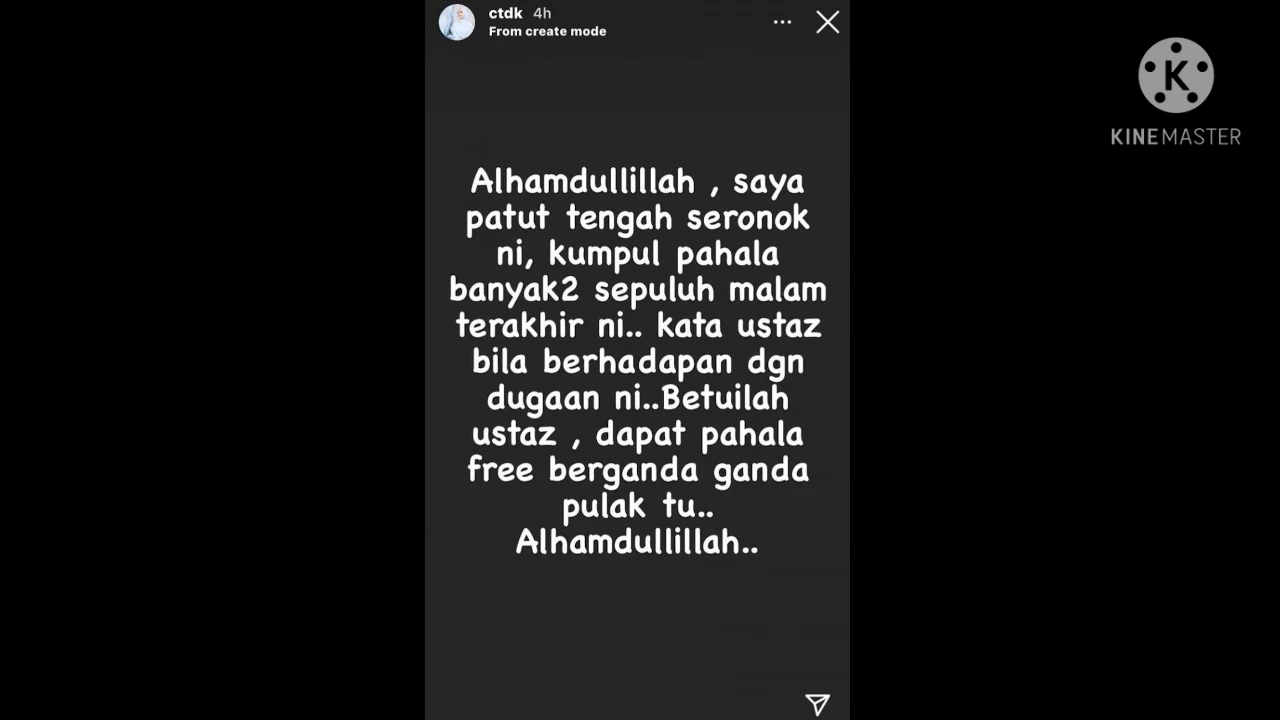 ctdk 4h
From create mode
K
KINEMASTER
Alhamdullillah , saya
patut tengah seronok
ni, kumpul pahala
banyak2 sepuluh malam
terakhir ni.. kata ustaz
bila berhadapan dgn
dugaan ni..Betuilah
ustaz , dapat pahala
free berganda ganda
pulak tu..
Alhamdullillah..